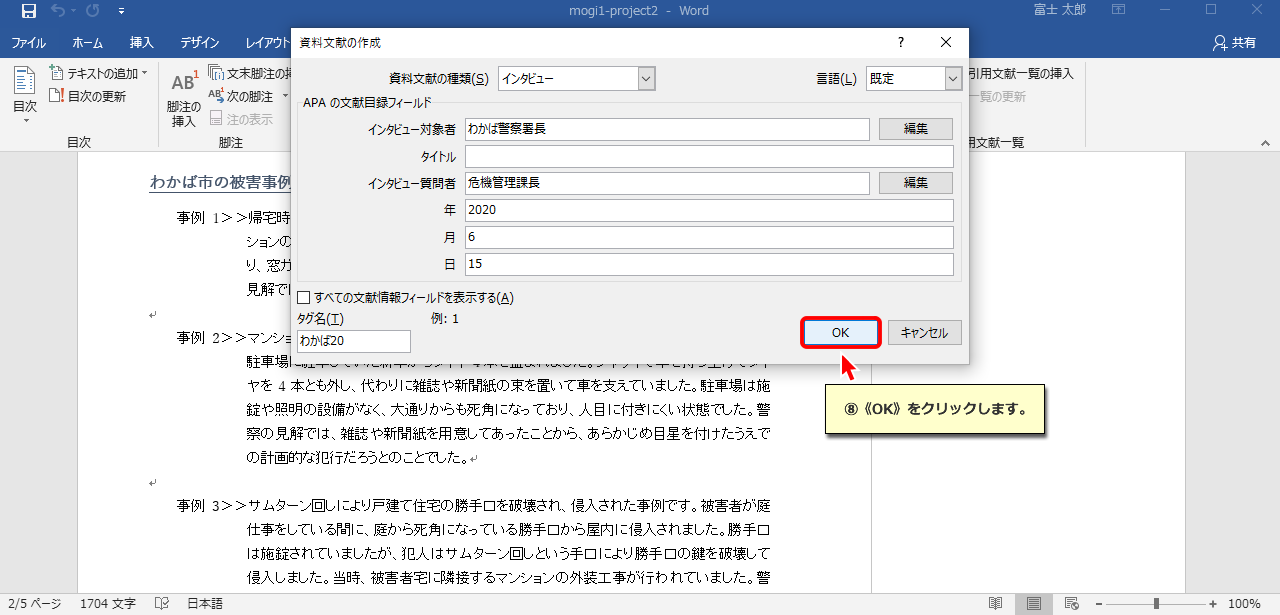 mogi1-project2 - Word
富士 太郎
ファイル ホーム 挿入 デザイン レイアウト
共有
資料文献の作成
? ×
目次
テキストの追加
目次の更新
目次
AB1
脚注の
挿入
文末脚注の挿
次の脚注
注の表示
脚注
引用文献一覧の挿入
一覧の更新
用文献一覧
資料文献の種類(S) インタビュー
言語(L) 既定
APA の文献目録フィールド
インタビュー対象者 わかば警察署長 編集
タイトル
インタビュー質問者 危機管理課長 編集
年 2020
月 6
日 15
すべての文献情報フィールドを表示する(A)
タグ名(T) 例: 1
わかば20
OK キャンセル
⑧《OK》をクリックします。
わかば市の被害事例
事例 1＞＞帰宅時
ションの
り、窓ガ
見解では
事例 2＞＞マンショ
ヤを 4 本とも外し、代わりに雑誌や新聞紙の束を置いて車を支えていました。駐車場は施
錠や照明の設備がなく、大通りからも死角になっており、人目に付きにくい状態でした。警
察の見解では、雑誌や新聞紙を用意してあったことから、あらかじめ目星を付けたうえで
の計画的な犯行だろうとのことでした。
事例 3＞＞サムターン回しにより戸建て住宅の勝手口を破壊され、侵入された事例です。被害者が庭
仕事をしている間に、庭から死角になっている勝手口から屋内に侵入されました。勝手口
は施錠されていましたが、犯人はサムターン回しという手口により勝手口の鍵を破壊して
侵入しました。当時、被害者宅に隣接するマンションの外装工事が行われていました。警
2/5 ページ 1704 文字 日本語
100%